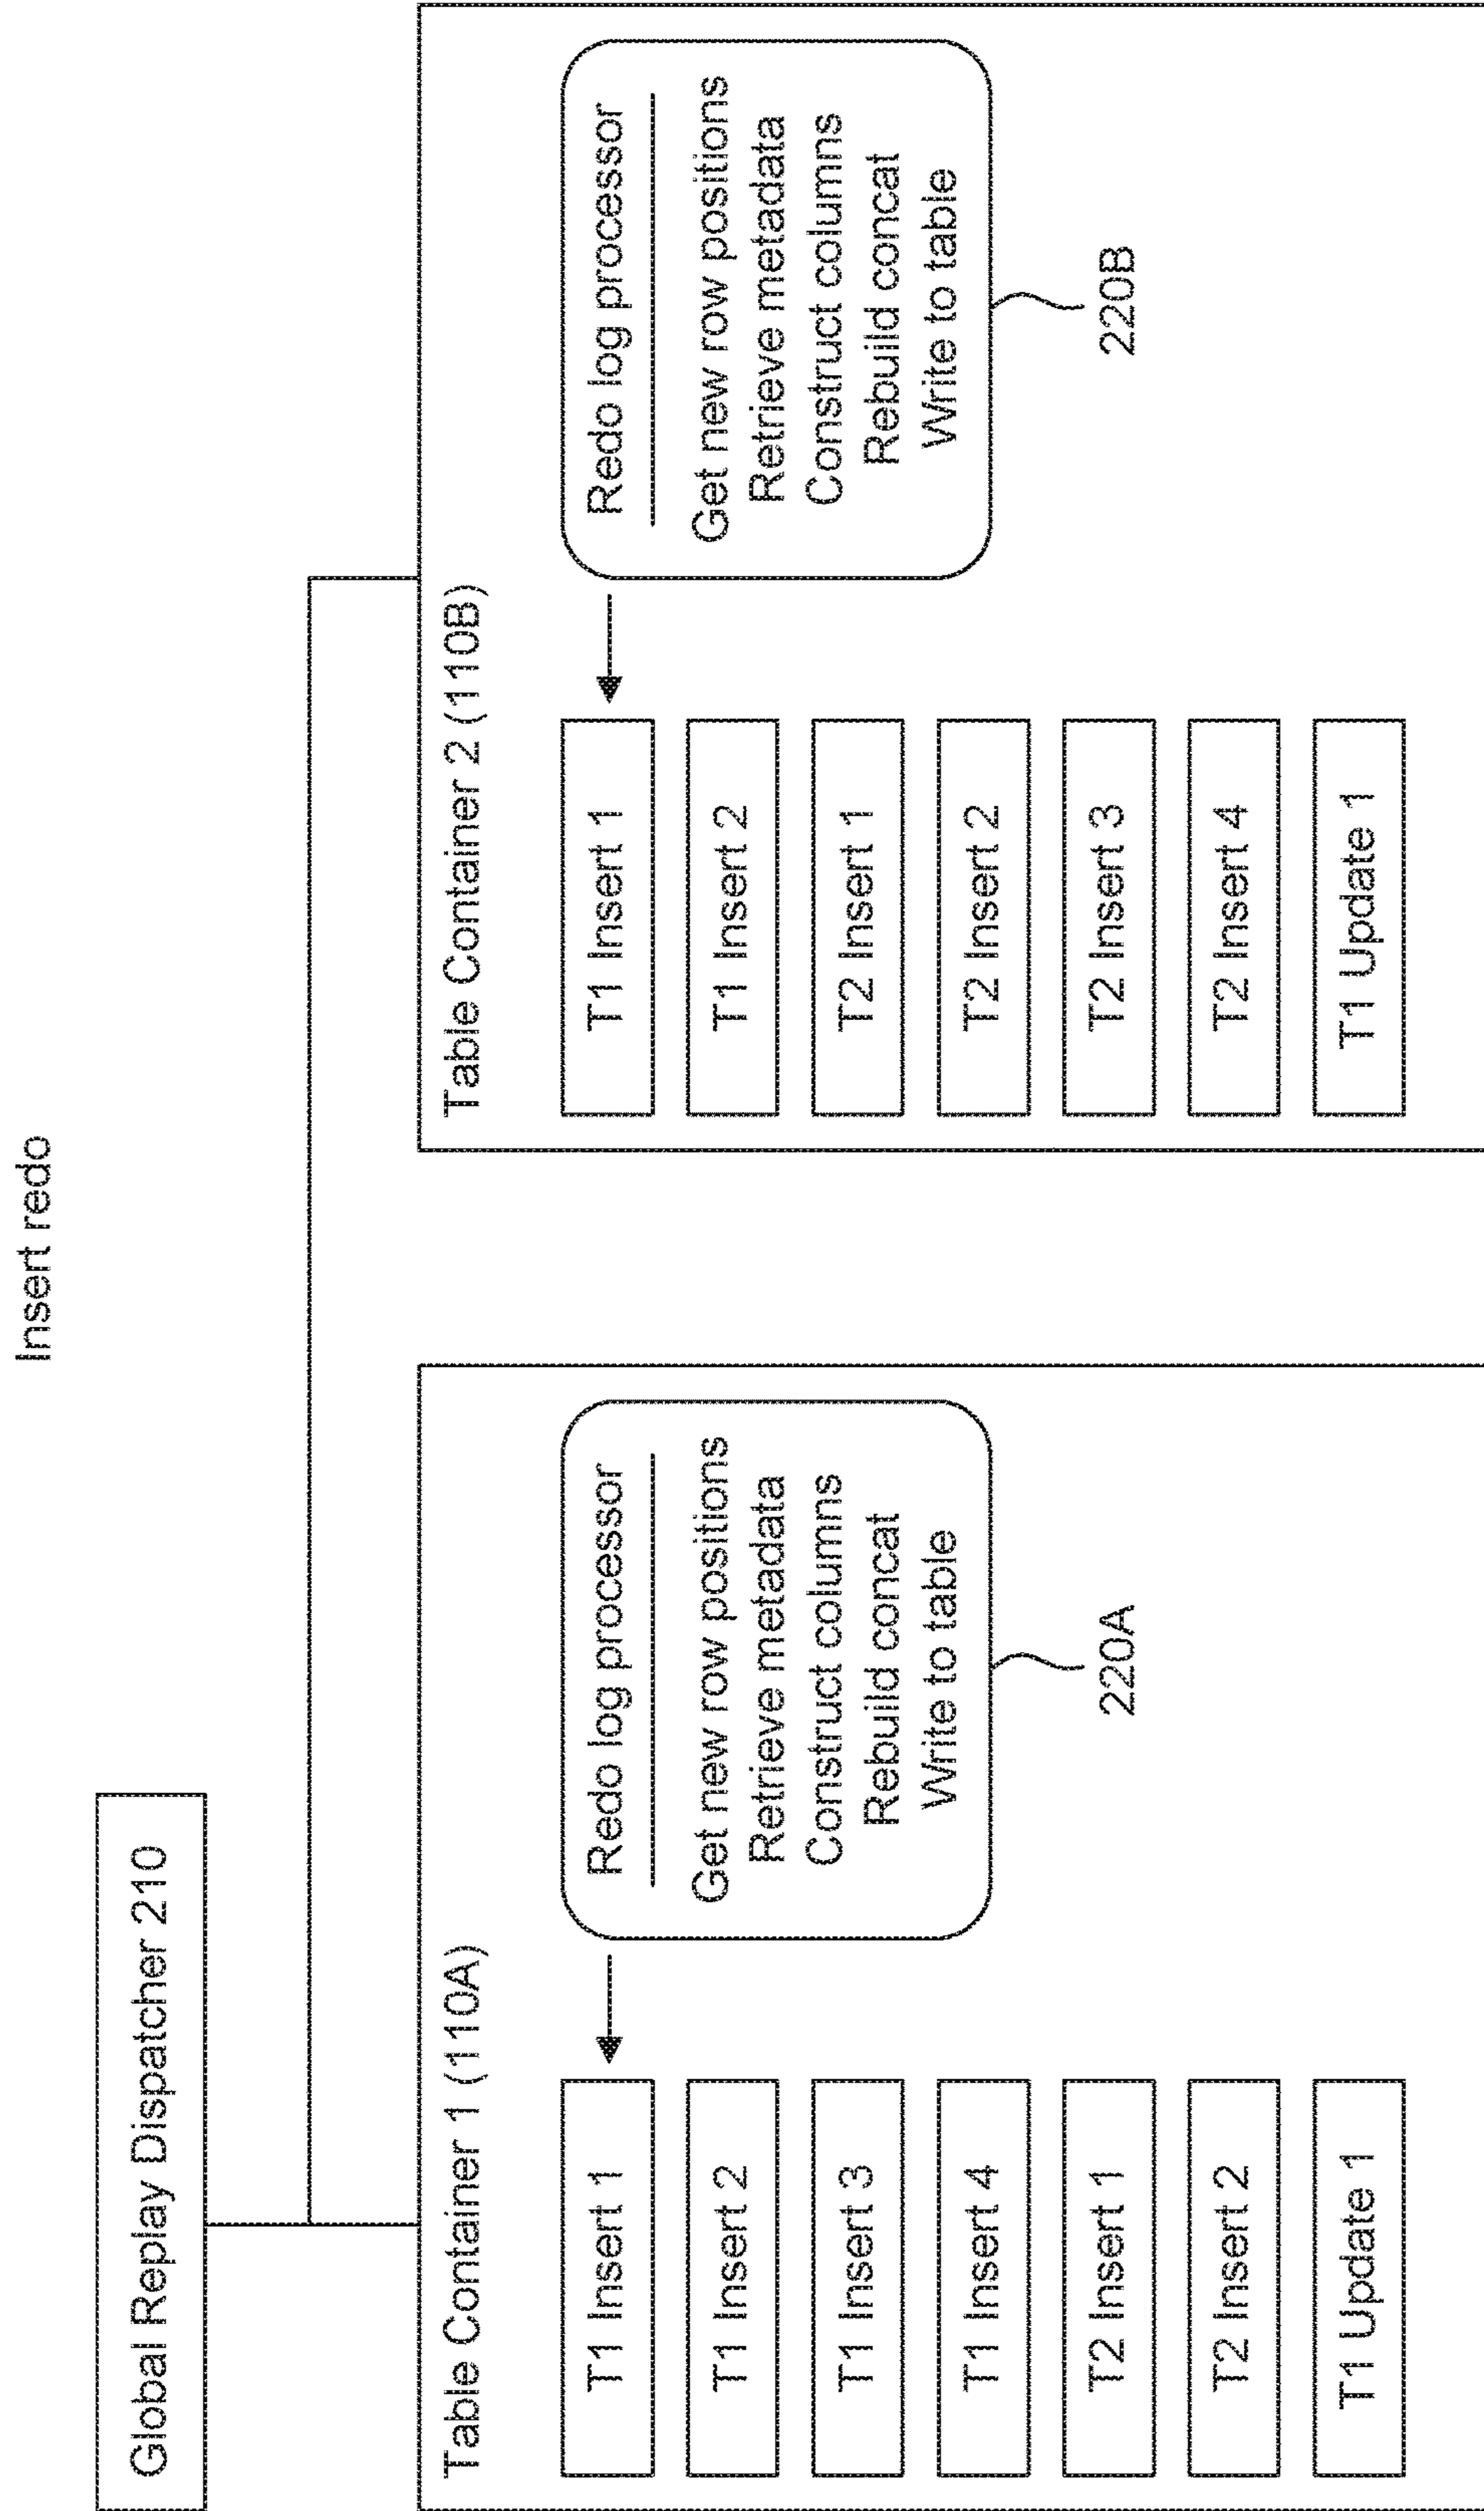 Insert redo
Global Replay Dispatcher 210
Table Container 1 (110A)
T1 Insert 1
T1 Insert 2
T1 Insert 3
T1 Insert 4
T2 Insert 1
T2 Insert 2
T1 Update 1
Redo log processor
Get new row positions
Retrieve metadata
Construct columns
Rebuild concat
Write to table
220A
Table Container 2 (110B)
T1 Insert 1
T1 Insert 2
T2 Insert 1
T2 Insert 2
T2 Insert 3
T2 Insert 4
T1 Update 1
Redo log processor
Get new row positions
Retrieve metadata
Construct columns
Rebuild concat
Write to table
220B